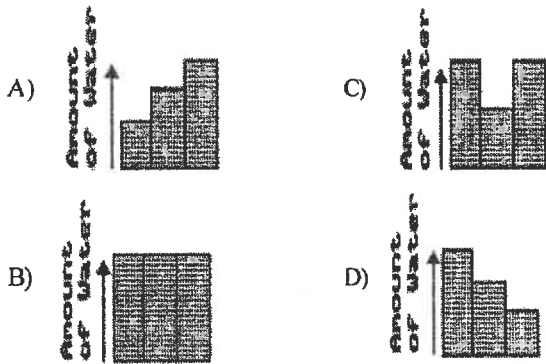 A)
Amount
of Water
C)
Amount
of Water
B)
Amount
of Water
D)
Amount
of Water